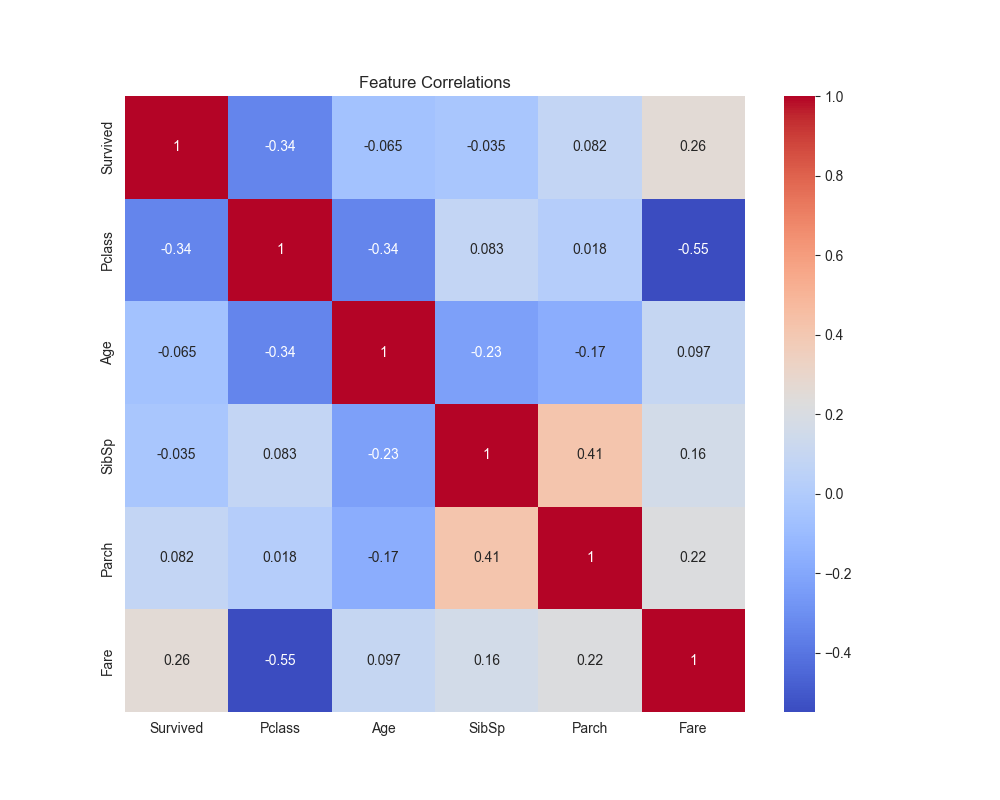 Feature Correlations
Survived 1 -0.34 -0.065 -0.035 0.082 0.26
Pclass -0.34 1 -0.34 0.083 0.018 -0.55
Age -0.065 -0.34 1 -0.23 -0.17 0.097
SibSp -0.035 0.083 -0.23 1 0.41 0.16
Parch 0.082 0.018 -0.17 0.41 1 0.22
Fare 0.26 -0.55 0.097 0.16 0.22 1
Survived Pclass Age SibSp Parch Fare
1.0
0.8
0.6
0.4
0.2
0.0
−0.2
−0.4